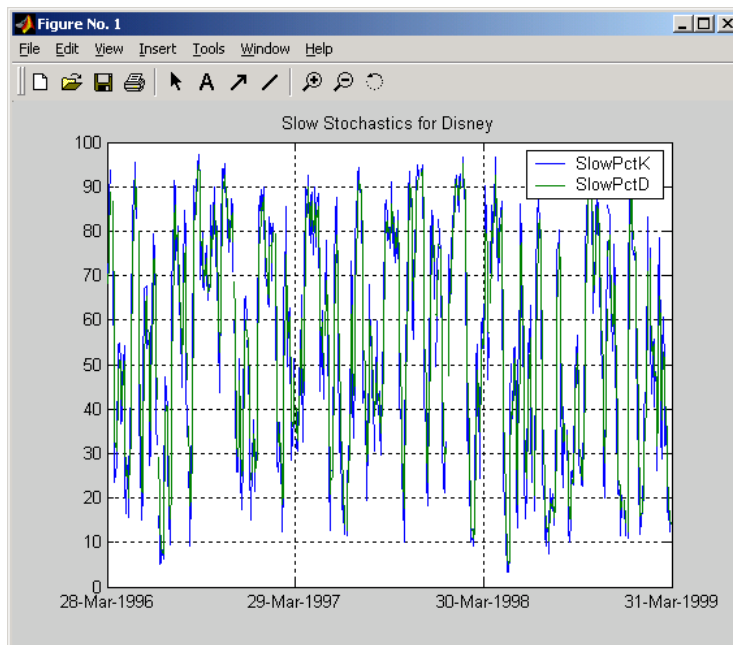 Figure No. 1
File Edit View Insert Tools Window Help
A
Slow Stochastics for Disney
SlowPctK
SlowPctD
100
90
80
70
60
50
40
30
20
10
0
28-Mar-1996 29-Mar-1997 30-Mar-1998 31-Mar-1999